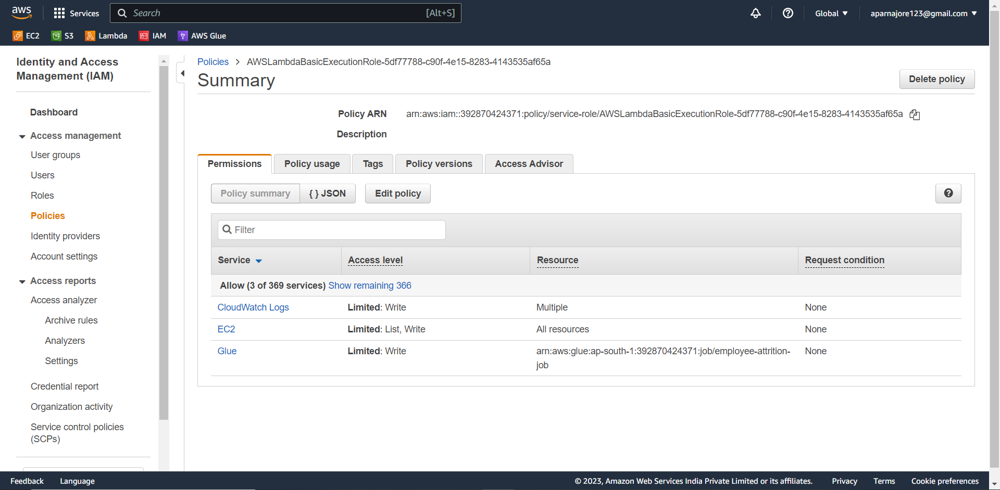 aws
Services
Search
[Alt+S]
Global
aparnajore123@gmail.com
EC2
S3
Lambda
IAM
AWS Glue
Identity and Access
Management (IAM)
Dashboard
Access management
User groups
Users
Roles
Policies
Identity providers
Account settings
Access reports
Access analyzer
Archive rules
Analyzers
Settings
Credential report
Organization activity
Service control policies
(SCPs)
Policies > AWSLambdaBasicExecutionRole-5df77788-c90f-4e15-8283-4143535af65a
Summary
Delete policy
Policy ARN arn:aws:iam::392870424371:policy/service-role/AWSLambdaBasicExecutionRole-5df77788-c90f-4e15-8283-4143535af65a
Description
Permissions Policy usage Tags Policy versions Access Advisor
Policy summary { } JSON Edit policy
Filter
Service Access level Resource Request condition
Allow (3 of 369 services) Show remaining 366
CloudWatch Logs Limited: Write Multiple None
EC2 Limited: List, Write All resources None
Glue Limited: Write arn:aws:glue:ap-south-1:392870424371:job/employee-attrition- None
job
Feedback Language © 2023, Amazon Web Services India Private Limited or its affiliates. Privacy Terms Cookie preferences